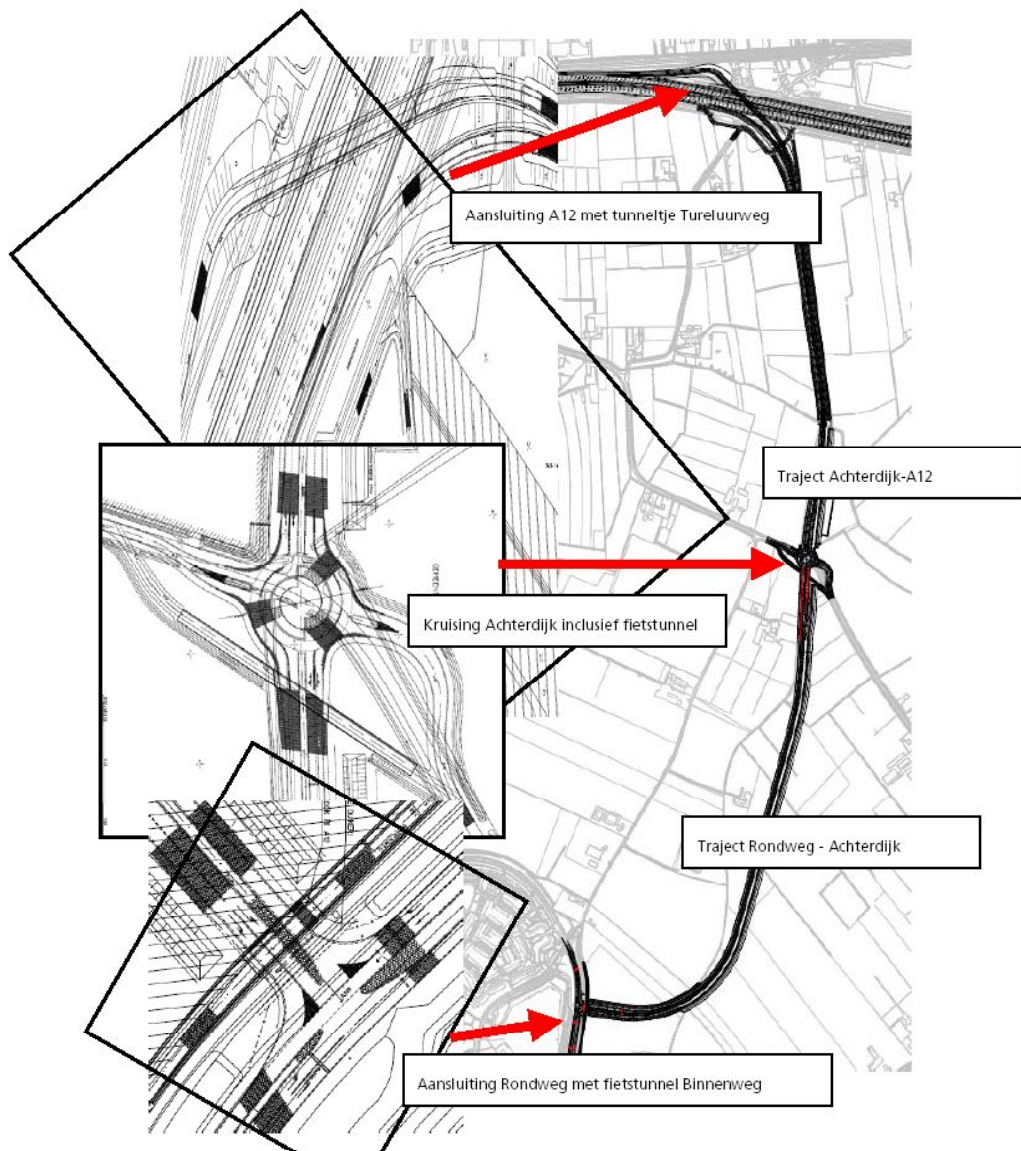 Aansluiting A12 met tunneltje Tureluurweg
Traject Achterdijk-A12
Kruising Achterdijk inclusief fietstunnel
Traject Rondweg - Achterdijk
Aansluiting Rondweg met fietstunnel Binnenweg